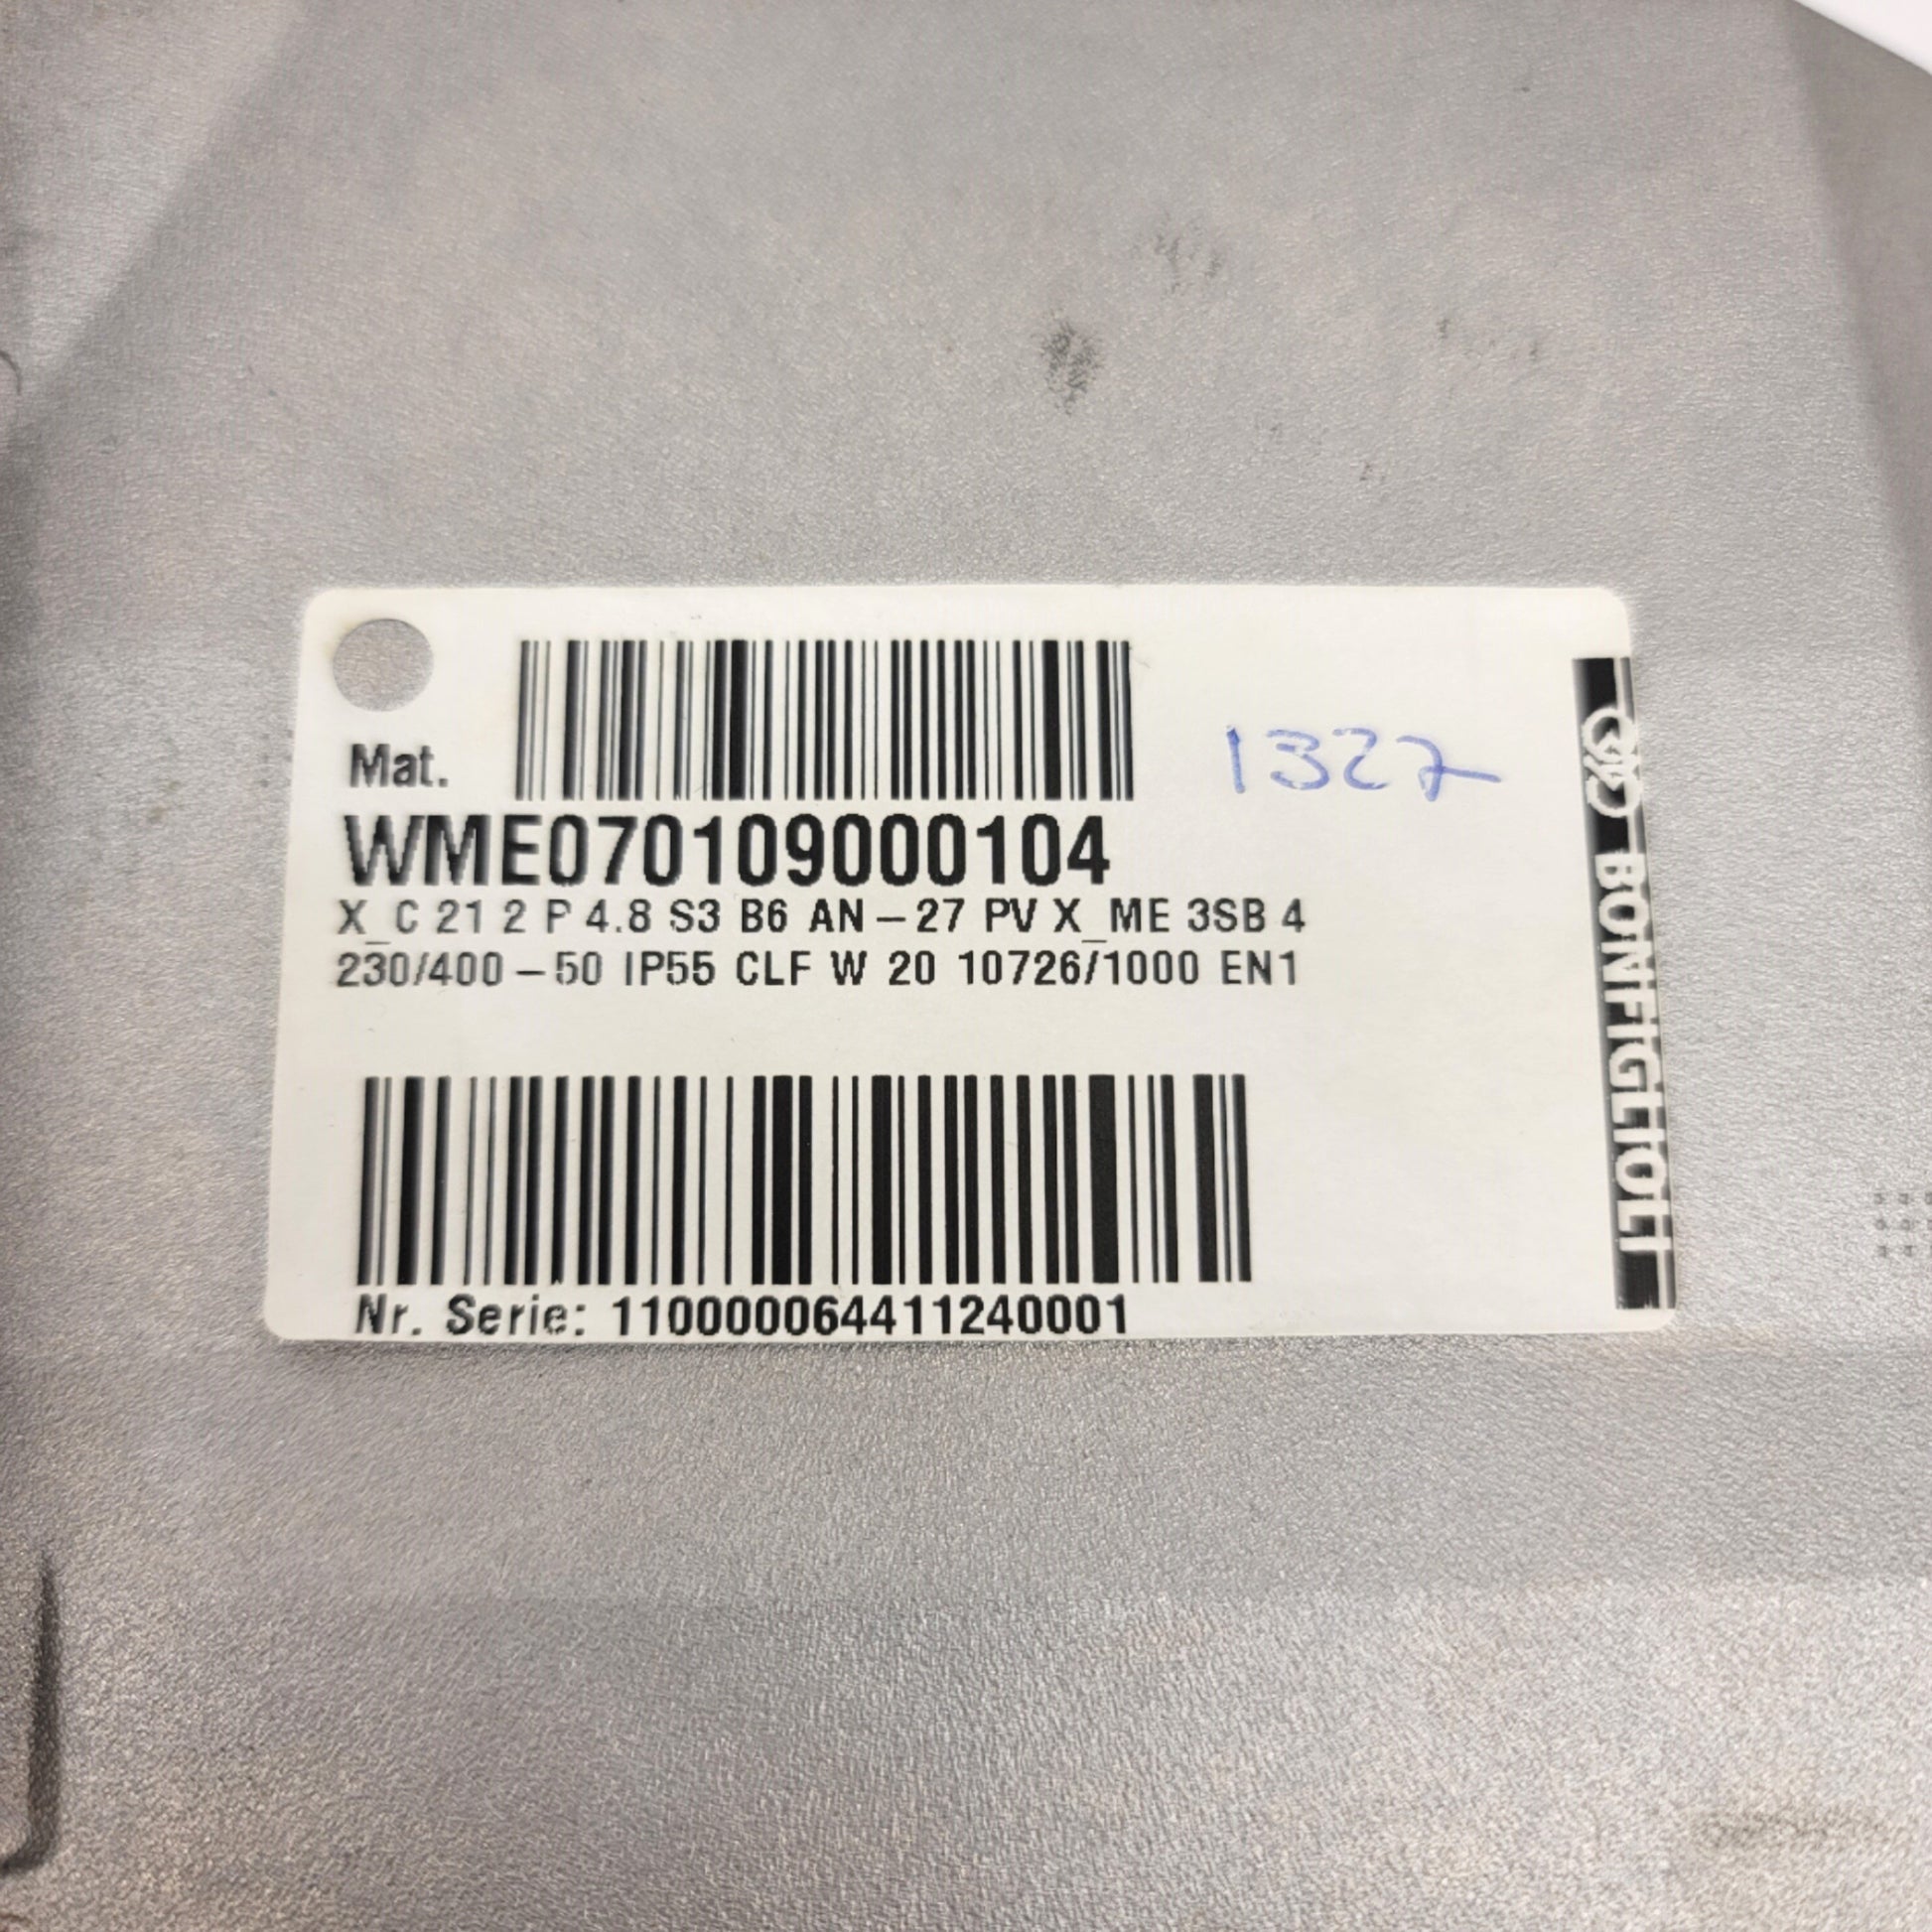 Mat.
1327
WME070109000104
X_C 21 2 P 4.8 S3 B6 AN-27 PV X_ME 3SB 4
230/400-50 IP55 CLF W 20 10726/1000 EN1
Nr. Serie: 110000064411240001
BONFIGLIOLI